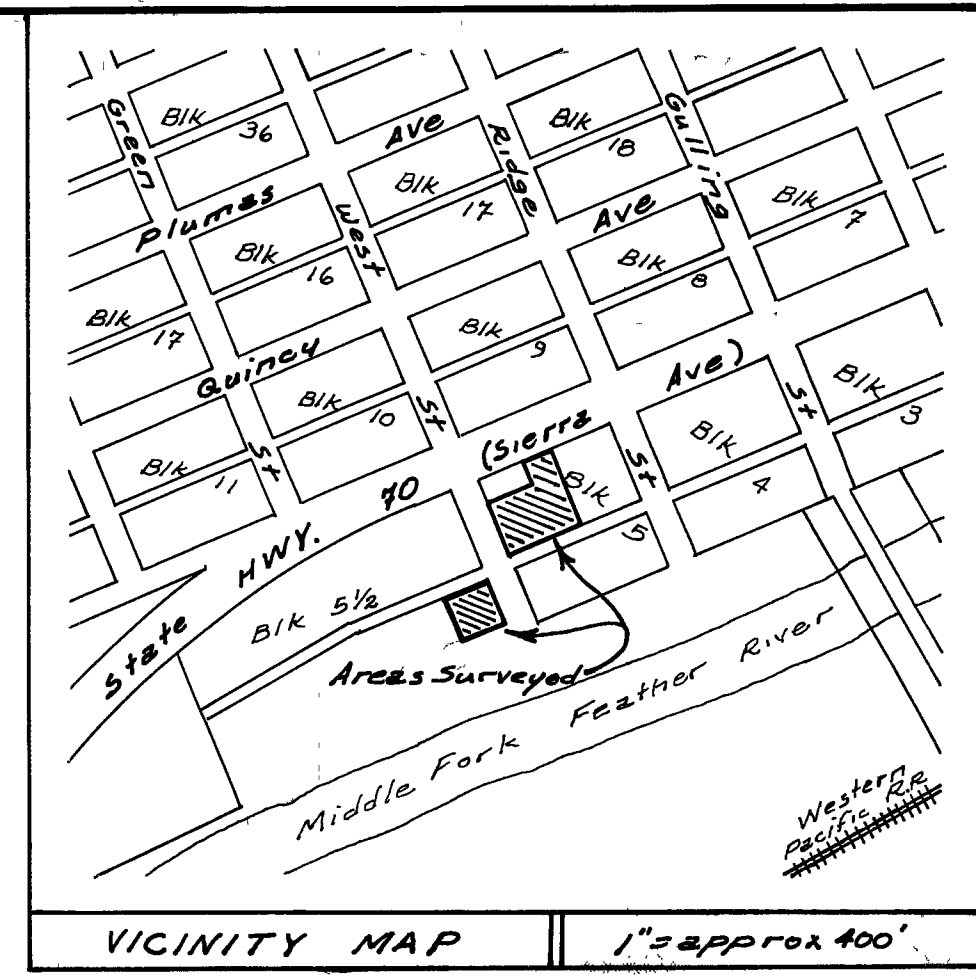 Green
Blk 36
Plumas Ave
Ridge
Blk 18
Gulling
Blk 17
West
Ave
Blk 7
Blk 16
Blk 8
Blk 17
Quincy
Blk 9
Ave)
Blk 3
Blk 10
St
St
(Sierra
St
Blk 11
St
Blk 4
Blk 5
State HWY. 70
Blk 5½
Areas Surveyed
Middle Fork Feather River
Western
Pacific R.R
VICINITY MAP
1"=approx 400'